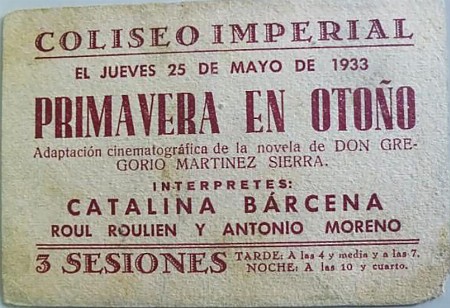 COLISEO IMPERIAL
EL JUEVES 25 DE MAYO DE 1933
PRIMAVERA EN OTOÑO
Adaptación cinematográfica de la novela de DON GRE-
GORIO MARTINEZ SIERRA.
INTERPRETES:
CATALINA BÁRCENA
ROUL ROULIEN Y ANTONIO MORENO
3 SESIONES TARDE: A las 4 y media y a las 7.
NOCHE: A las 10 y cuarto.